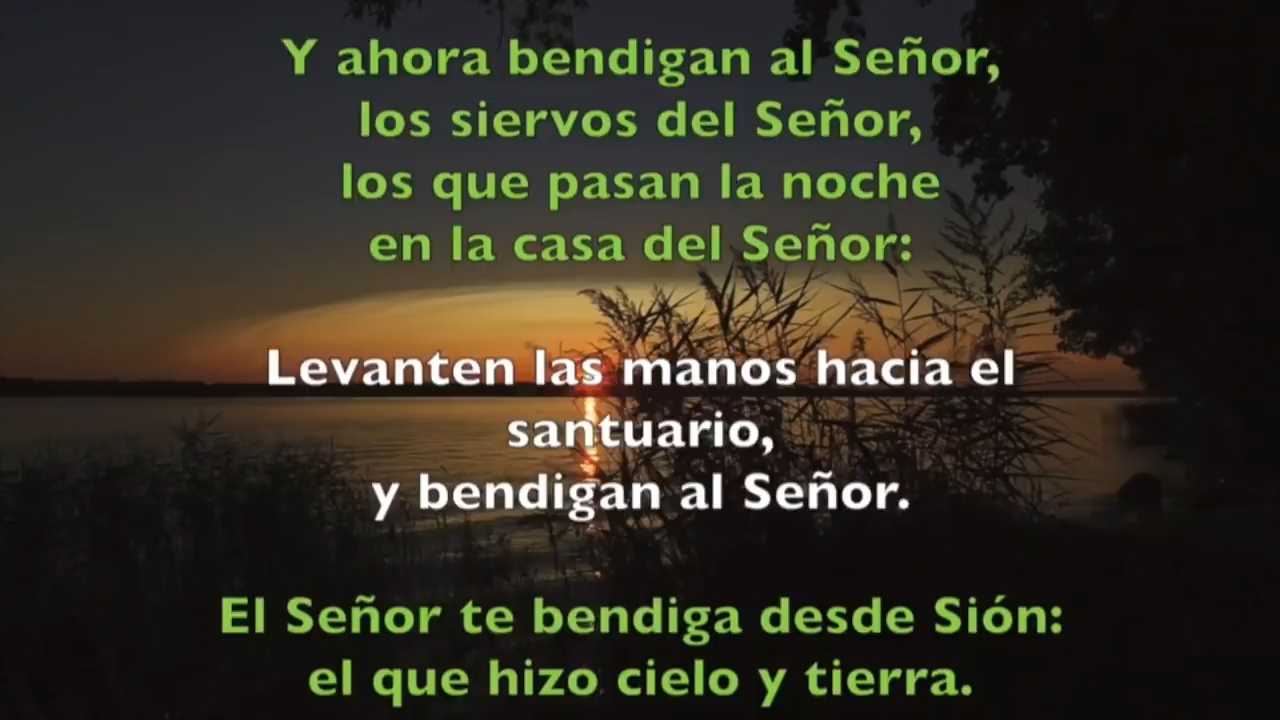 Y ahora bendigan al Señor,
los siervos del Señor,
los que pasan la noche
en la casa del Señor:
Levanten las manos hacia el
santuario,
y bendigan al Señor.
El Señor te bendiga desde Sión:
el que hizo cielo y tierra.